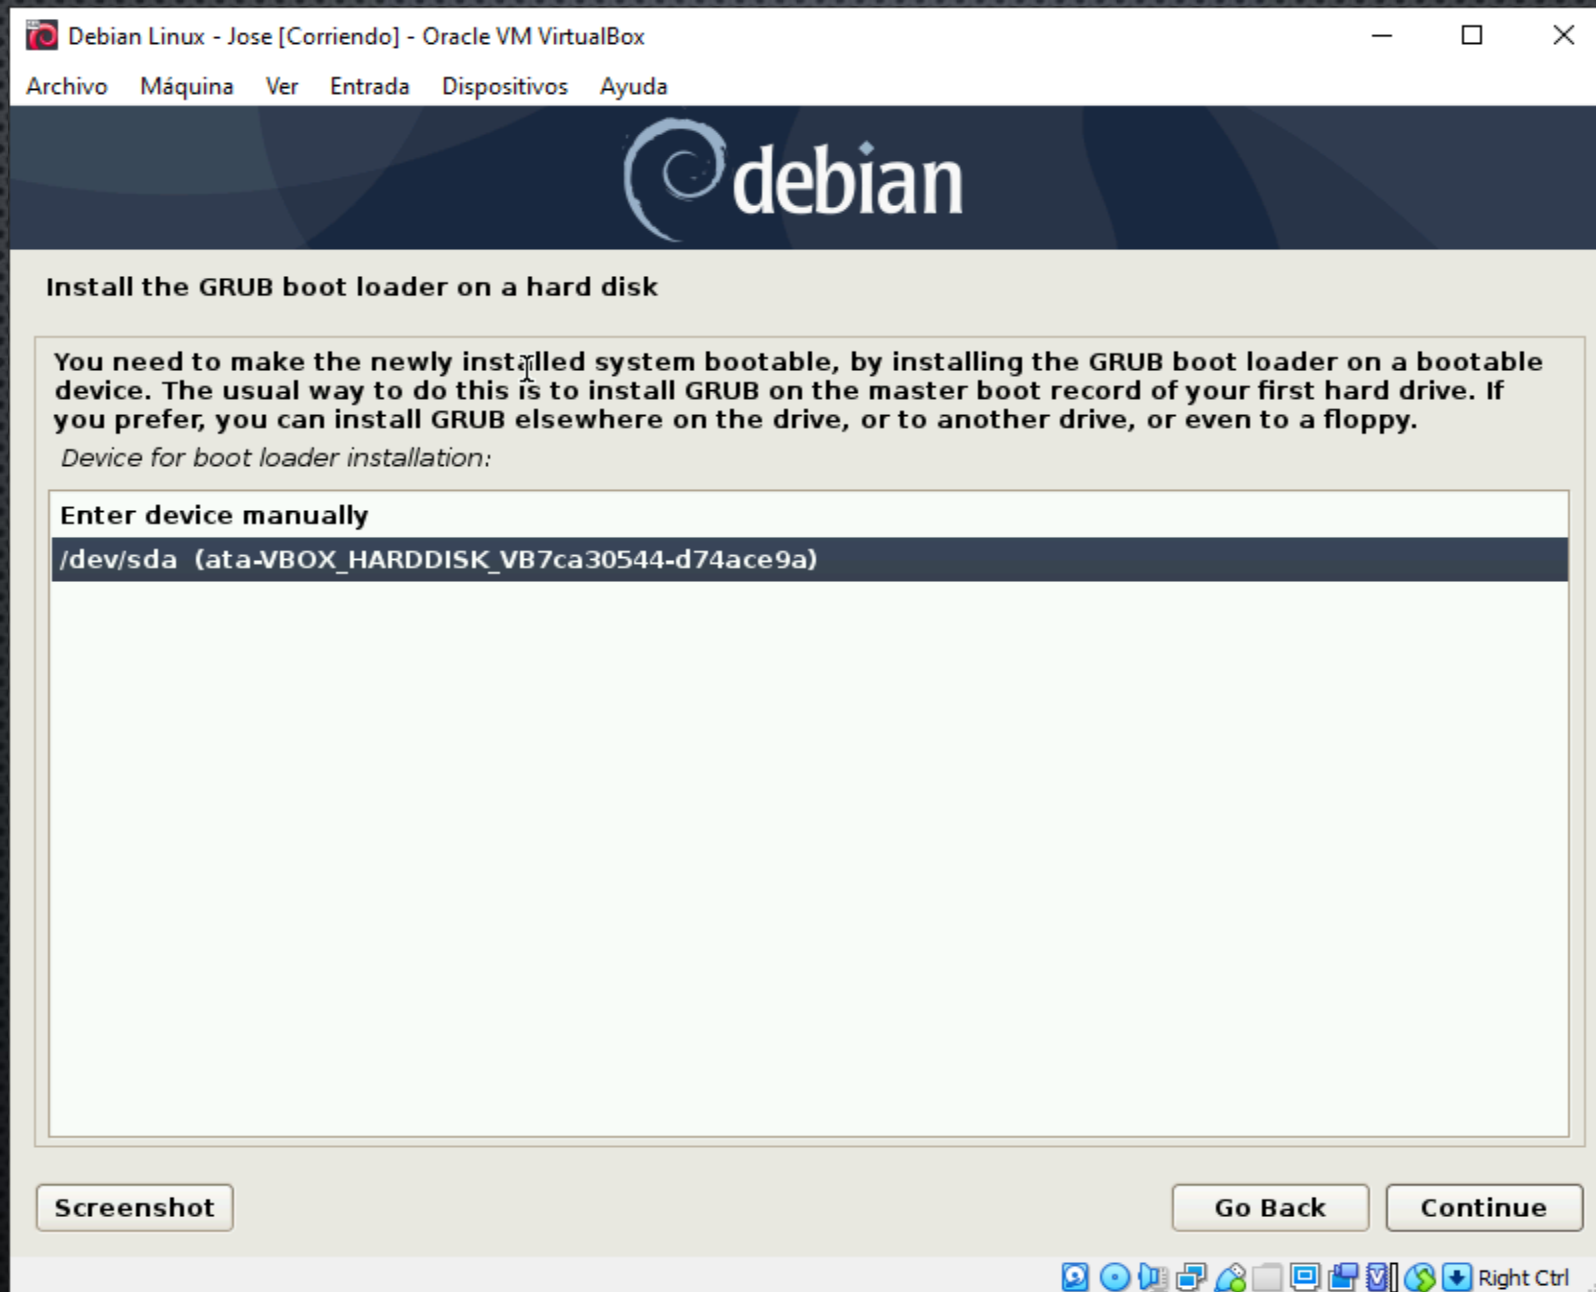 Debian Linux - Jose [Corriendo] - Oracle VM VirtualBox
Archivo Máquina Ver Entrada Dispositivos Ayuda
debian
Install the GRUB boot loader on a hard disk
You need to make the newly installed system bootable, by installing the GRUB boot loader on a bootable
device. The usual way to do this is to install GRUB on the master boot record of your first hard drive. If
you prefer, you can install GRUB elsewhere on the drive, or to another drive, or even to a floppy.
Device for boot loader installation:
Enter device manually
/dev/sda (ata-VBOX_HARDDISK_VB7ca30544-d74ace9a)
Screenshot Go Back Continue
Right Ctrl